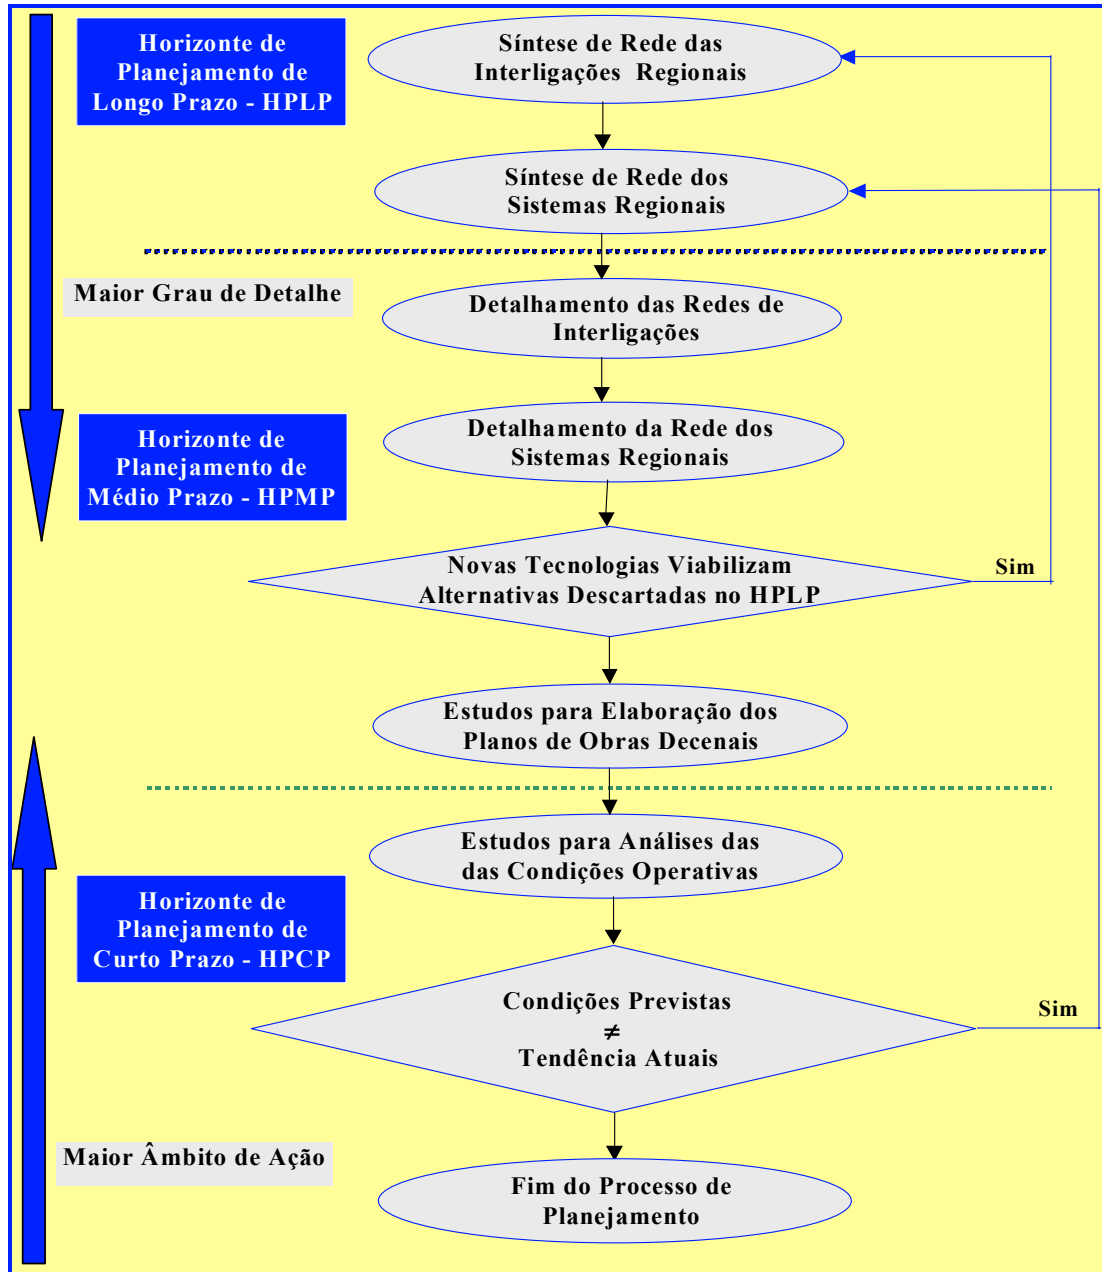 Horizonte de
Planejamento de
Longo Prazo - HPLP
Síntese de Rede das
Interligações Regionais
Síntese de Rede dos
Sistemas Regionais
Maior Grau de Detalhe
Detalhamento das Redes de
Interligações
Horizonte de
Planejamento de
Médio Prazo - HPMP
Detalhamento da Rede dos
Sistemas Regionais
Novas Tecnologias Viabilizam
Alternativas Descartadas no HPLP
Sim
Estudos para Elaboração dos
Planos de Obras Decenais
Estudos para Análises das
das Condições Operativas
Horizonte de
Planejamento de
Curto Prazo - HPCP
Condições Previstas
≠
Tendência Atuais
Sim
Maior Âmbito de Ação
Fim do Processo de
Planejamento